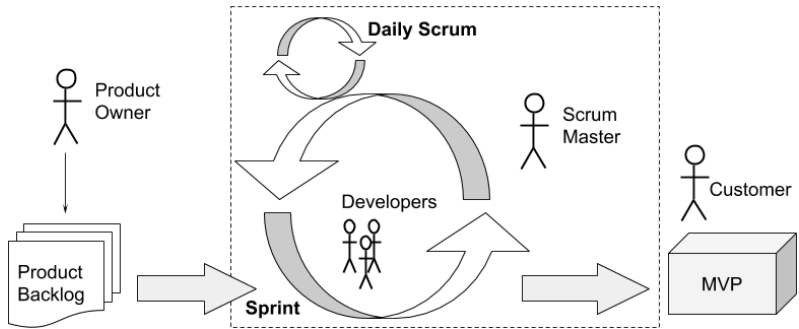 Daily Scrum
Product
Owner
Scrum
Master
Developers
Customer
Product
Backlog
MVP
Sprint